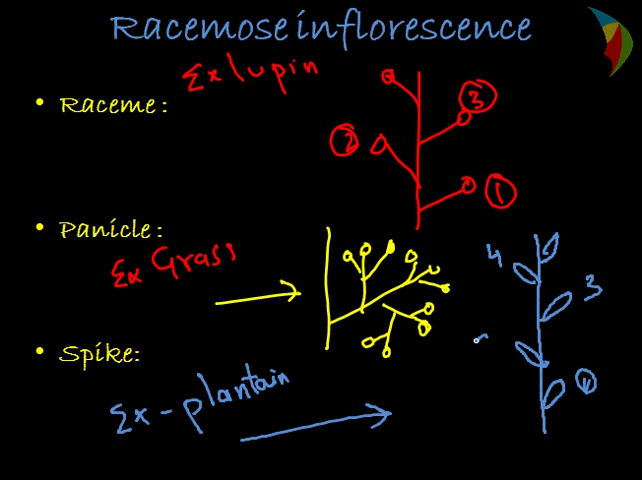 Racemose inflorescence
Ex lupin
• Raceme :
3
2
1
• Panicle :
Ex Grass
4
3
• Spike:
Ex - plantain
1